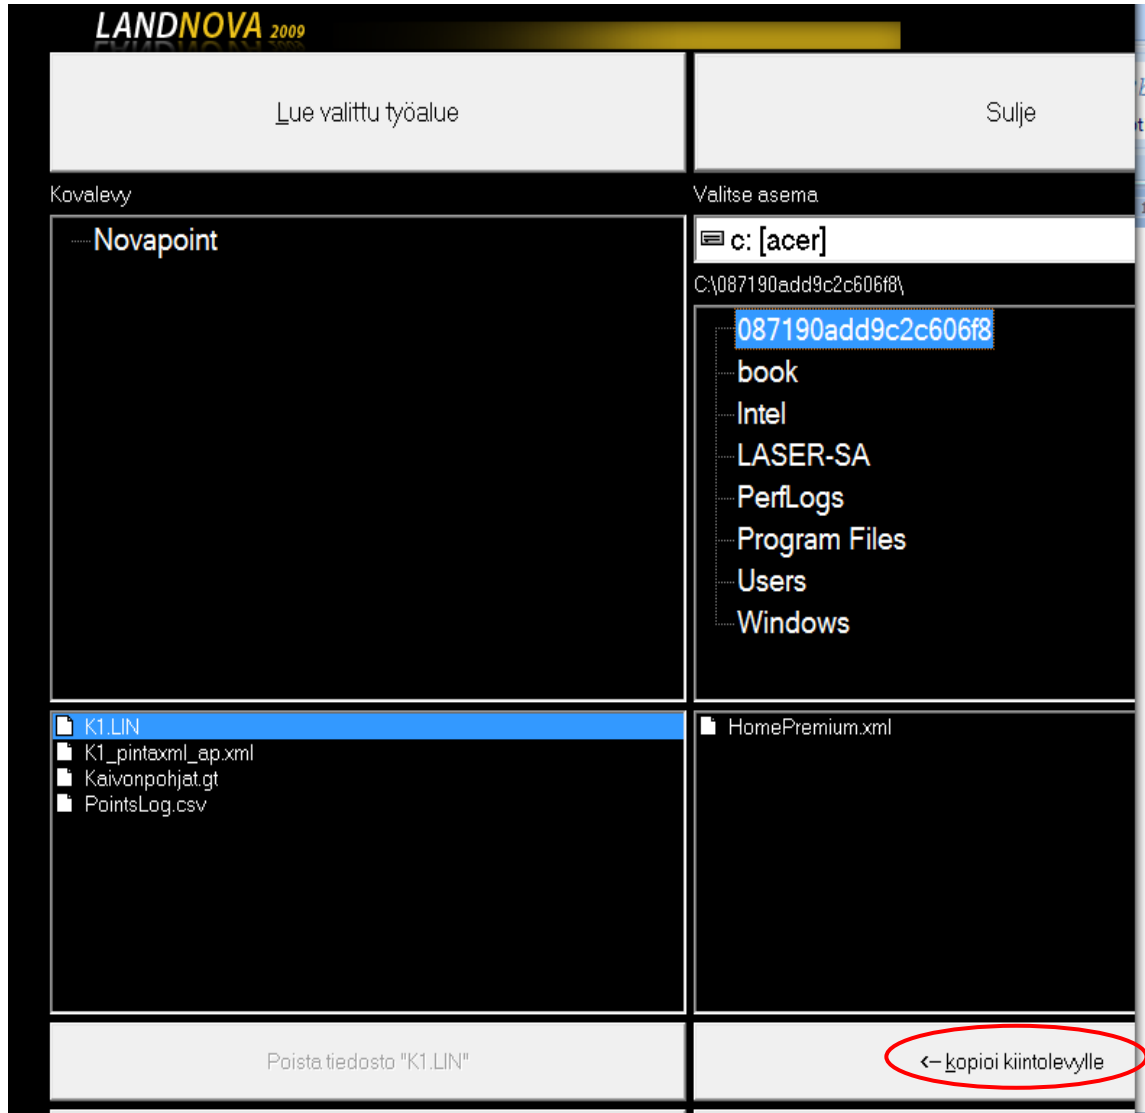 LANDNOVA 2009
Lue valittu työalue
Sulje
Kovalevy
Valitse asema
Novapoint
c: [acer]
C:\087190add9c2c606f8\
087190add9c2c606f8
book
Intel
LASER-SA
PerfLogs
Program Files
Users
Windows
K1.LIN
K1_pintaxml_ap.xml
Kaivonpohjat.gt
PointsLog.csv
HomePremium.xml
Poista tiedosto "K1.LIN"
<-- kopioi kiintolevylle